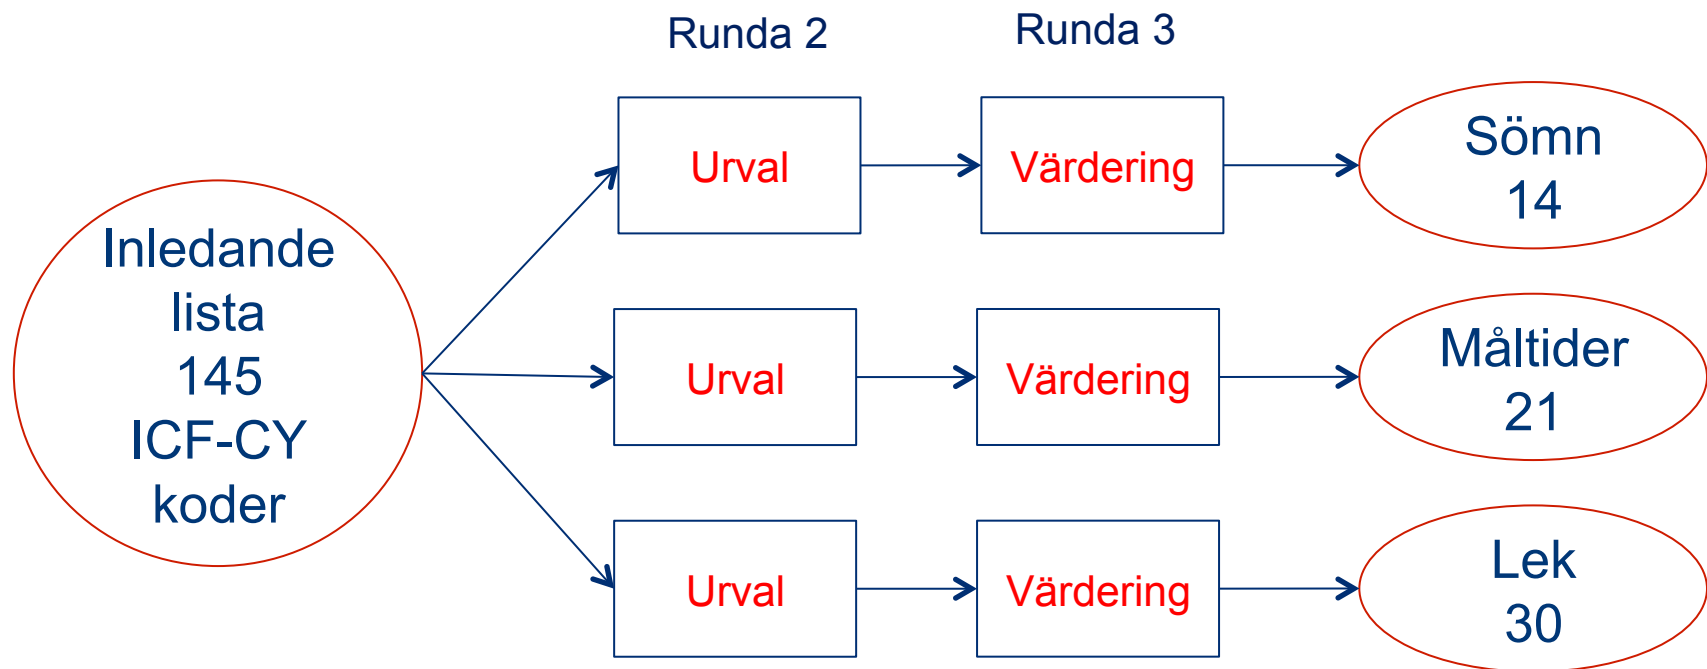 Runda 2
Runda 3
Inledande
lista
145
ICF-CY
koder
Urval
Värdering
Sömn
14
Urval
Värdering
Måltider
21
Urval
Värdering
Lek
30